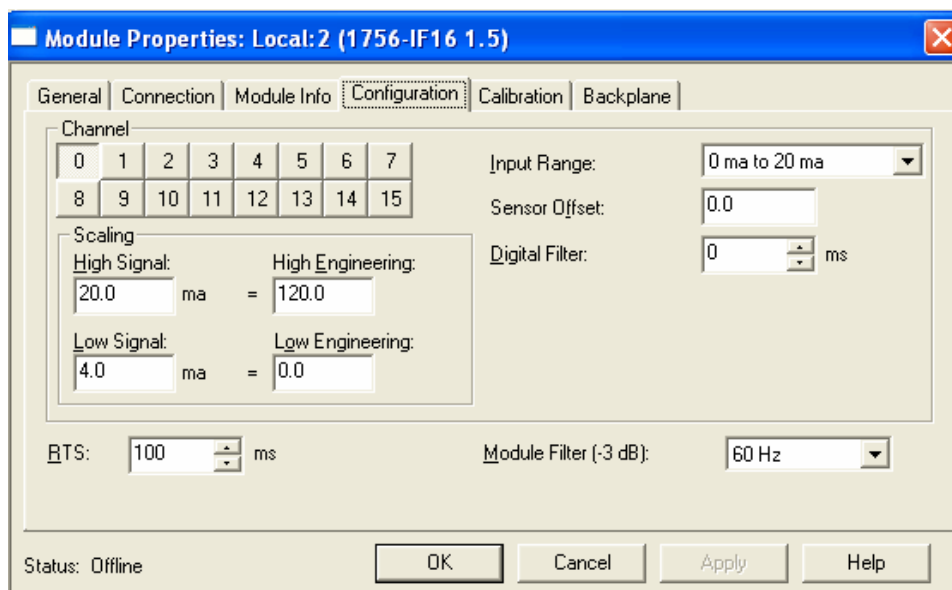 Module Properties: Local:2 (1756-IF16 1.5)
General Connection Module Info Configuration Calibration Backplane
Channel
0 1 2 3 4 5 6 7
8 9 10 11 12 13 14 15
Input Range: 0 ma to 20 ma
Sensor Offset: 0.0
Digital Filter: 0 ms
Scaling
High Signal: High Engineering:
20.0 ma = 120.0
Low Signal: Low Engineering:
4.0 ma = 0.0
RTS: 100 ms
Module Filter (-3 dB): 60 Hz
Status: Offline
OK Cancel Apply Help